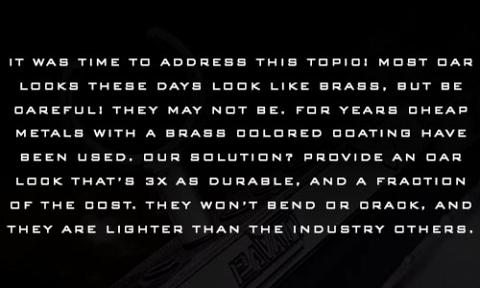 IT WAS TIME TO ADDRESS THIS TOPIC! MOST OAR
LOCKS THESE DAYS LOOK LIKE BRASS, BUT BE
CAREFUL! THEY MAY NOT BE. FOR YEARS CHEAP
METALS WITH A BRASS COLORED COATING HAVE
BEEN USED. OUR SOLUTION? PROVIDE AN OAR
LOCK THAT'S 3X AS DURABLE, AND A FRACTION
OF THE COST. THEY WON'T BEND OR CRACK, AND
THEY ARE LIGHTER THAN THE INDUSTRY OTHERS.